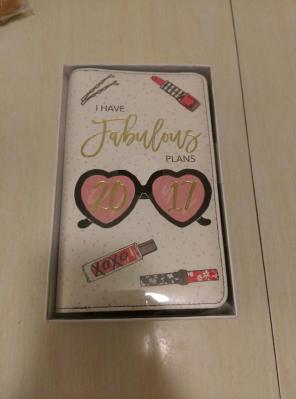 I HAVE
Fabulous
PLANS
20 17
XOXO